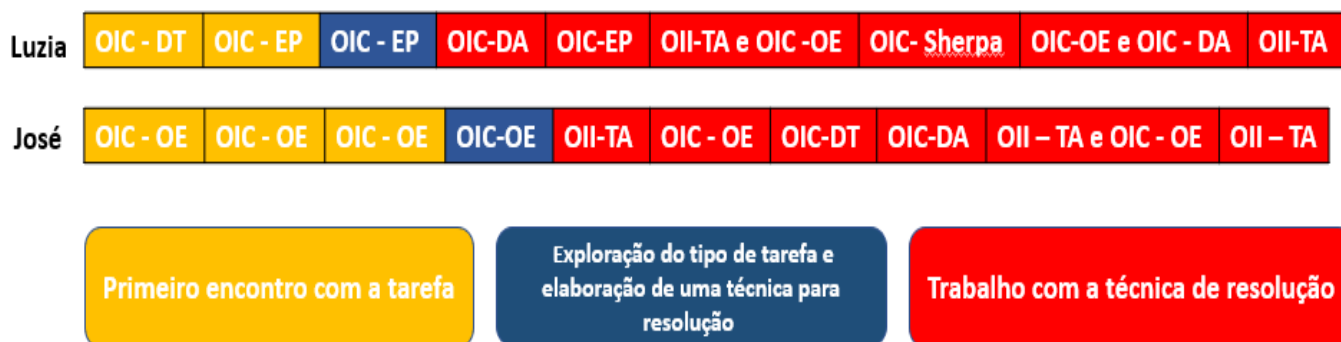 Luzia OIC - DT OIC - EP OIC - EP OIC-DA OIC-EP OII-TA e OIC -OE OIC- Sherpa OIC-OE e OIC - DA OII-TA
José OIC - OE OIC - OE OIC - OE OIC-OE OII-TA OIC - OE OIC-DT OIC-DA OII – TA e OIC - OE OII – TA
Primeiro encontro com a tarefa
Exploração do tipo de tarefa e
elaboração de uma técnica para
resolução
Trabalho com a técnica de resolução